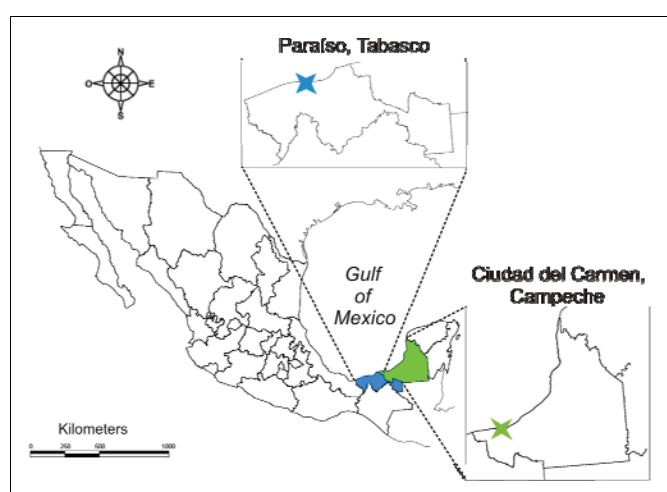 Paraíso, Tabasco
N
O
E
S
Gulf
of
Mexico
Ciudad del Carmen,
Campeche
Kilometers
0 250 500 1000